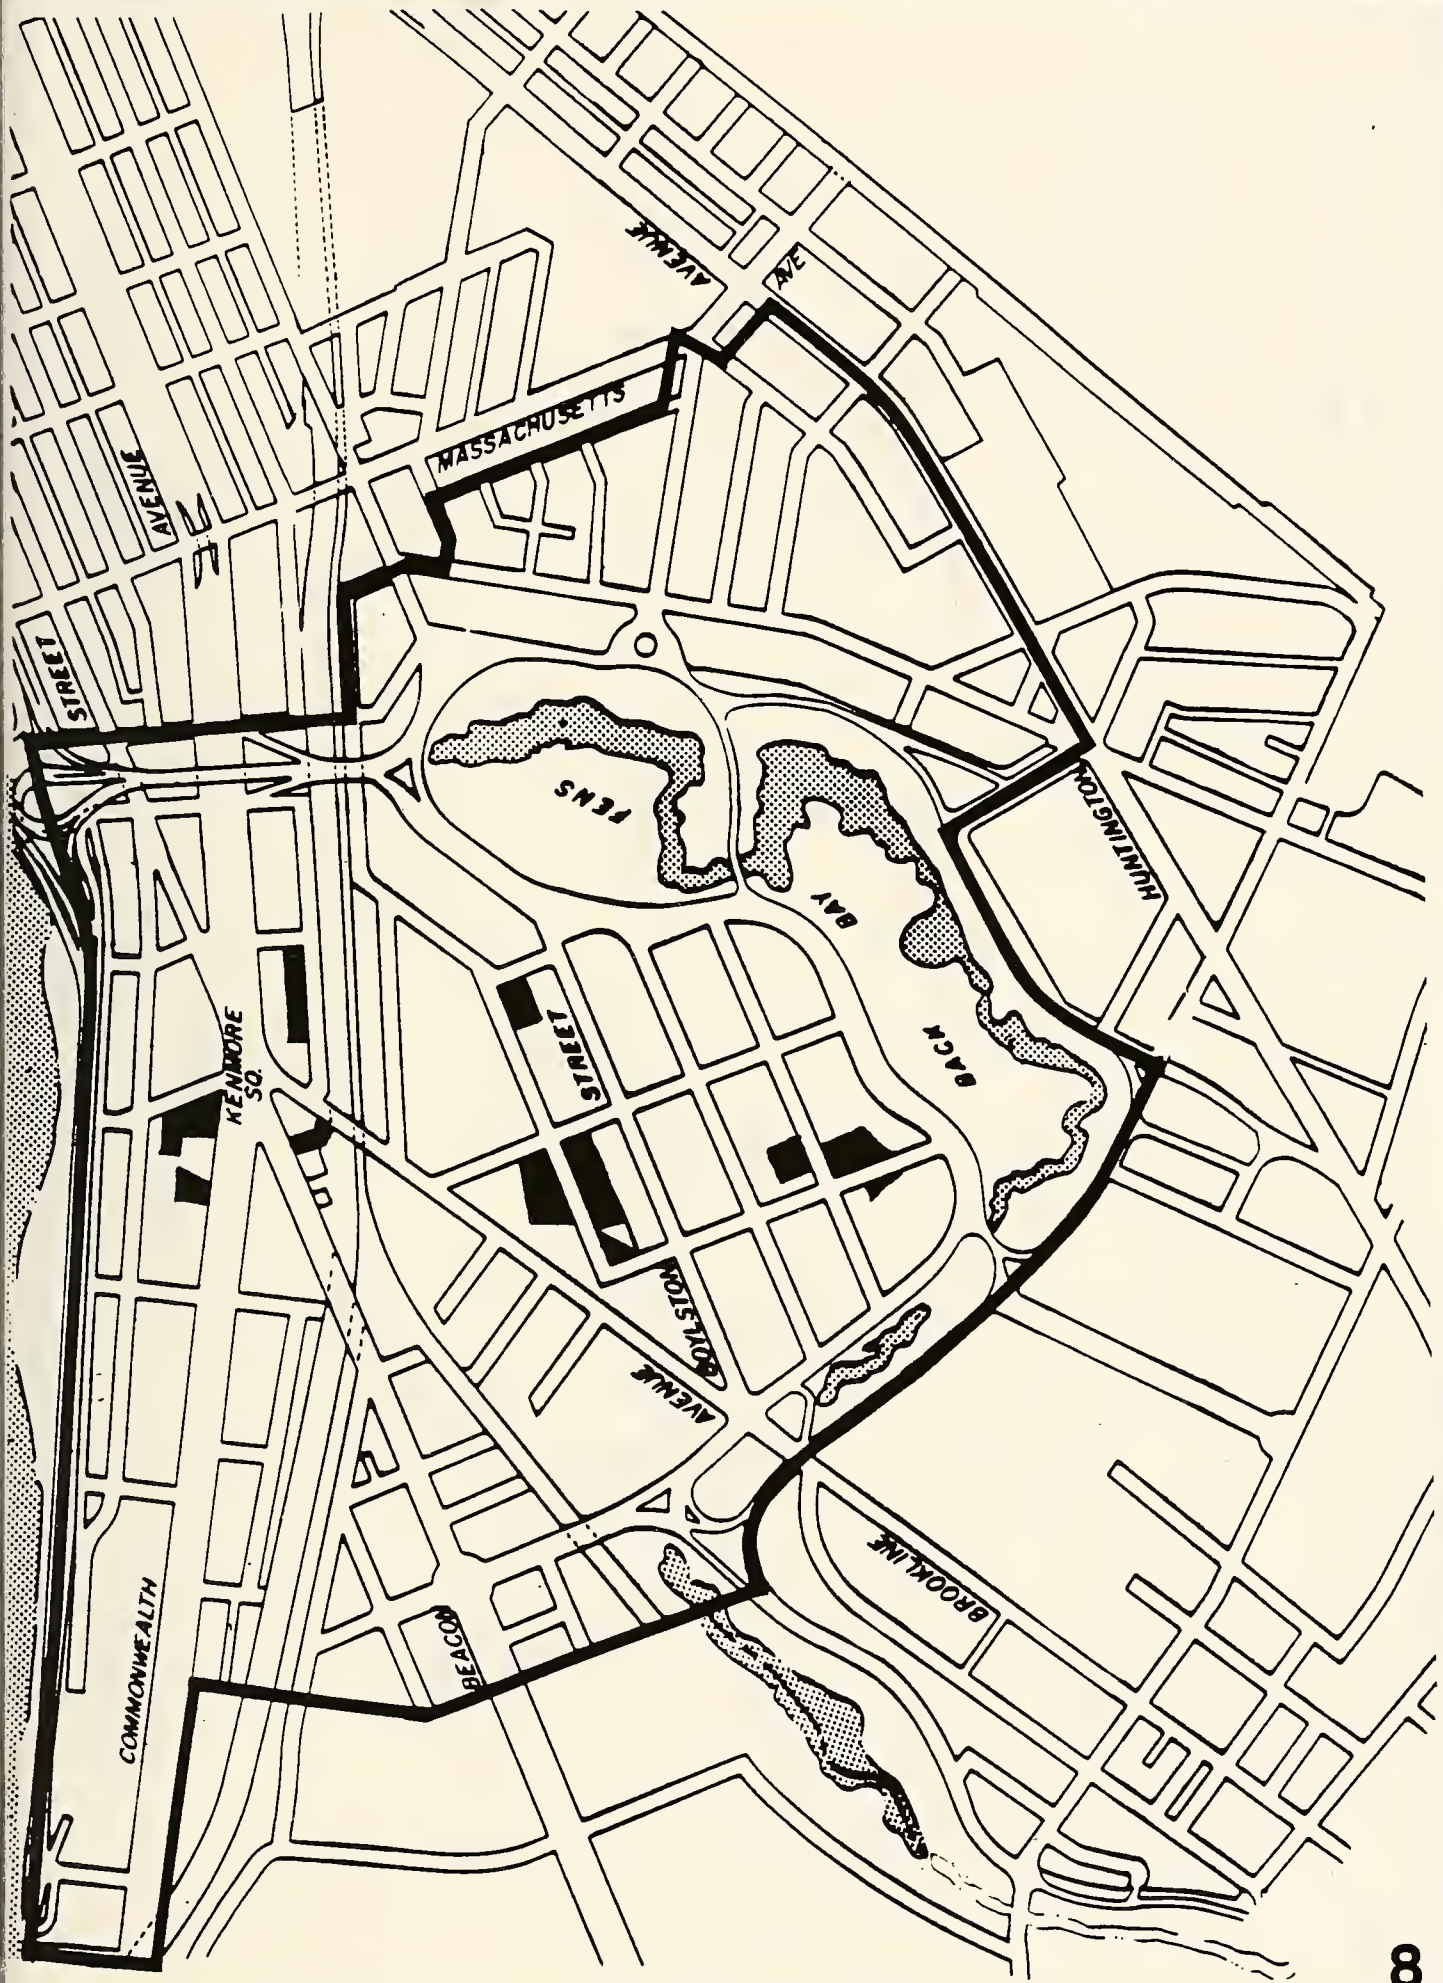 AVENUE
AVE
MASSACHUSETTS
AVENUE
STREET
FENS
HUNTINGTON
BAY
KENMORE
SQ.
STREET
BACK
BOYLSTON
AVENUE
BROOKLINE
COMMONWEALTH
BEACON
8